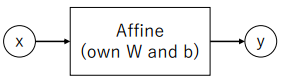 x
Affine
(own W and b)
y